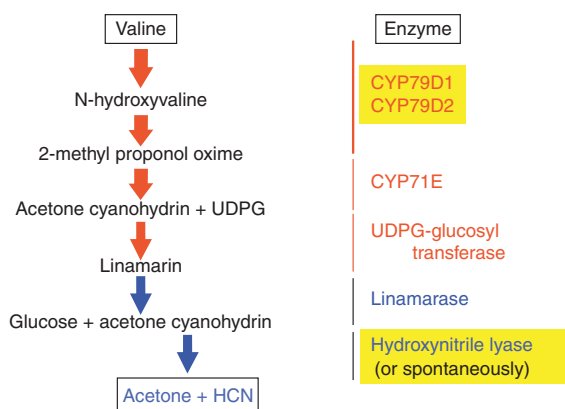 Valine
N-hydroxyvaline
2-methyl proponol oxime
Acetone cyanohydrin + UDPG
Linamarin
Glucose + acetone cyanohydrin
Acetone + HCN
Enzyme
CYP79D1
CYP79D2
CYP71E
UDPG-glucosyl
transferase
Linamarase
Hydroxynitrile lyase
(or spontaneously)